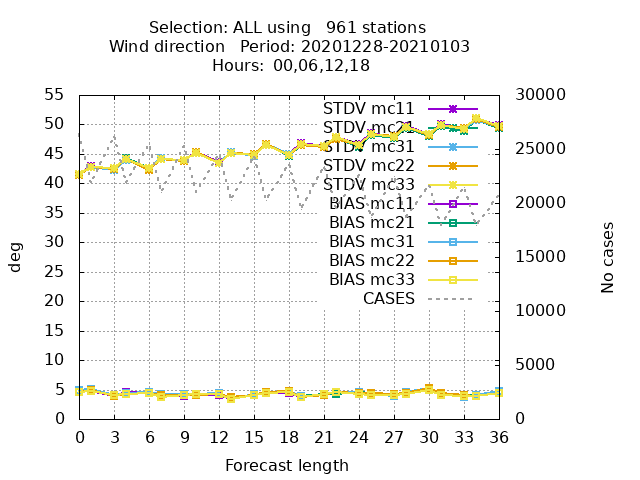 Selection: ALL using   961 stations
Wind direction   Period: 20201228-20210103
Hours:  00,06,12,18
55
50
45
40
35
30
25
20
15
10
5
0
deg
STDV mc11
STDV mc21
STDV mc31
STDV mc22
STDV mc33
BIAS mc11
BIAS mc21
BIAS mc31
BIAS mc22
BIAS mc33
CASES
30000
25000
20000
15000
10000
5000
0
No cases
0 3 6 9 12 15 18 21 24 27 30 33 36
Forecast length